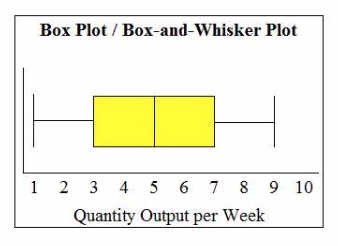 Box Plot / Box-and-Whisker Plot
1 2 3 4 5 6 7 8 9 10
Quantity Output per Week